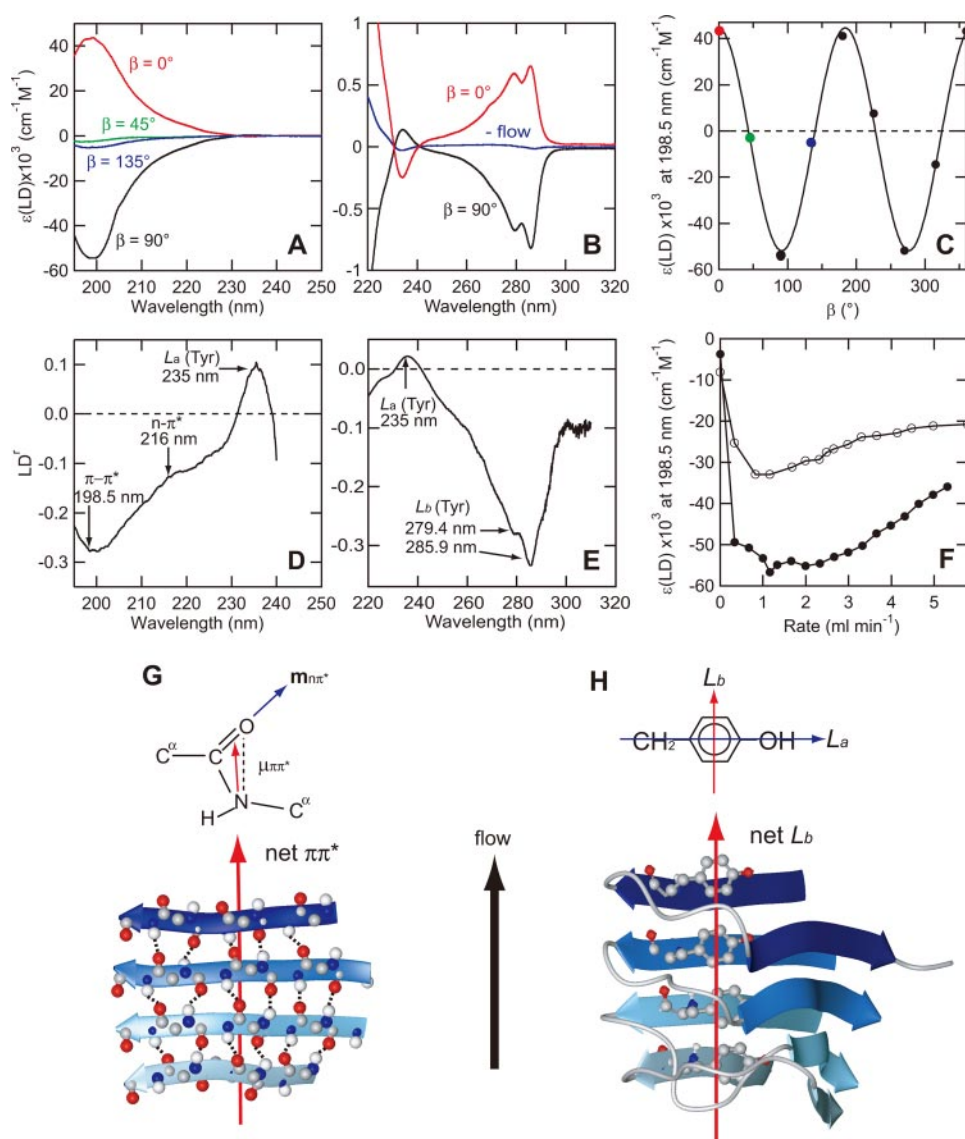 ε(LD)x10³ (cm⁻¹M⁻¹)
40
20
0
-20
-40
-60
β = 0°
β = 45°
β = 135°
β = 90°
A
200 210 220 230 240 250
Wavelength (nm)
1
0.5
0
-0.5
-1
β = 0°
- flow
β = 90°
B
220 240 260 280 300 320
Wavelength (nm)
ε(LD) x10³ at 198.5 nm (cm⁻¹M⁻¹)
40
20
0
-20
-40
-60
C
0 100 200 300
β (°)
LDʳ
0.1
0.0
-0.1
-0.2
-0.3
La (Tyr)
235 nm
n-π*
216 nm
π–π*
198.5 nm
D
200 210 220 230 240 250
Wavelength (nm)
0.0
-0.1
-0.2
-0.3
La (Tyr)
235 nm
Lb (Tyr)
279.4 nm
285.9 nm
E
220 240 260 280 300 320
Wavelength (nm)
ε(LD) x10³ at 198.5 nm (cm⁻¹M⁻¹)
0
-10
-20
-30
-40
-50
-60
F
0 1 2 3 4 5
Rate (ml min⁻¹)
G
mnπ*
O
Cα
C
μππ*
N
H
Cα
net ππ*
flow
H
Lb
CH2
OH
La
net Lb